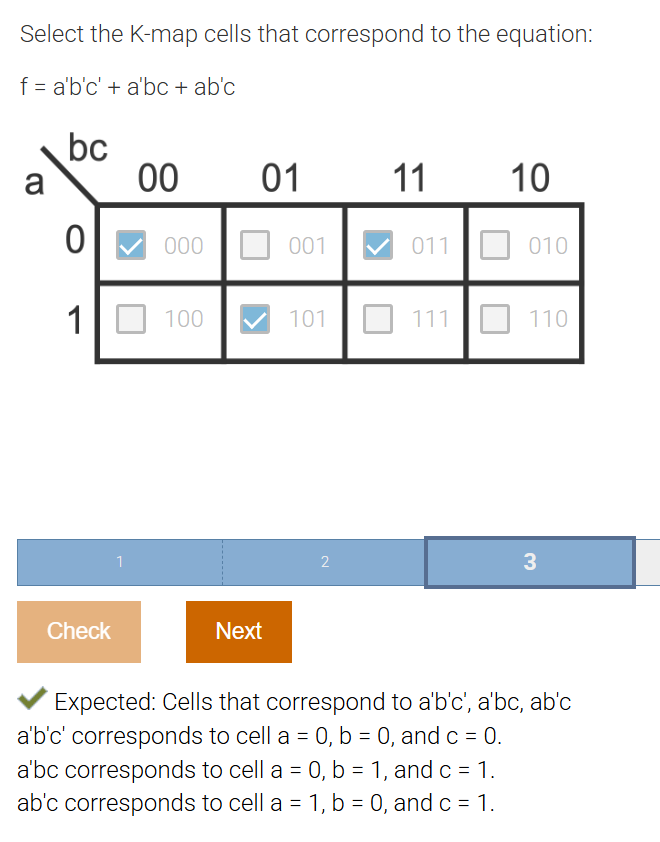 Select the K-map cells that correspond to the equation:
f = a'b'c' + a'bc + ab'c
bc
a 00 01 11 10
0 000 001 011 010
1 100 101 111 110
1 2 3
Check Next
Expected: Cells that correspond to a'b'c', a'bc, ab'c
a'b'c' corresponds to cell a = 0, b = 0, and c = 0.
a'bc corresponds to cell a = 0, b = 1, and c = 1.
ab'c corresponds to cell a = 1, b = 0, and c = 1.